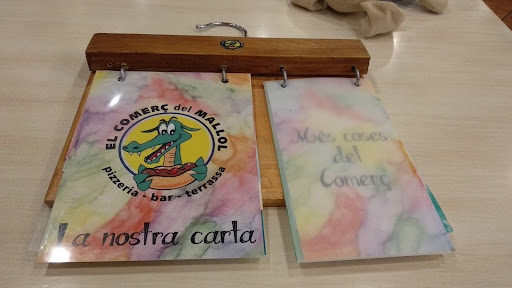 EL COMERÇ del MALLOL
pizzeria - bar - terrassa
La nostra carta
Més coses
del
Comerç